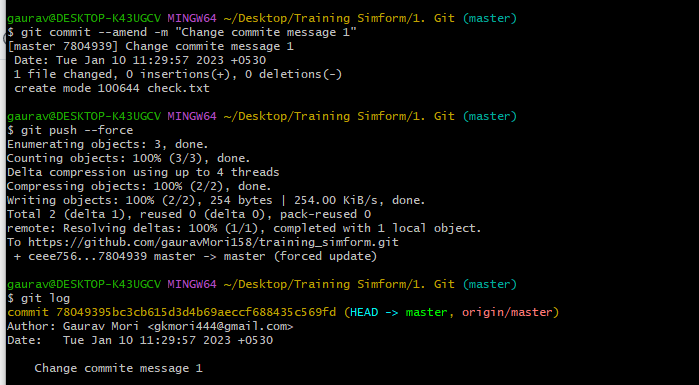 gaurav@DESKTOP-K43UGCV MINGW64 ~/Desktop/Training Simform/1. Git (master)
$ git commit --amend -m "Change commite message 1"
[master 7804939] Change commite message 1
 Date: Tue Jan 10 11:29:57 2023 +0530
 1 file changed, 0 insertions(+), 0 deletions(-)
 create mode 100644 check.txt
gaurav@DESKTOP-K43UGCV MINGW64 ~/Desktop/Training Simform/1. Git (master)
$ git push --force
Enumerating objects: 3, done.
Counting objects: 100% (3/3), done.
Delta compression using up to 4 threads
Compressing objects: 100% (2/2), done.
Writing objects: 100% (2/2), 254 bytes | 254.00 KiB/s, done.
Total 2 (delta 1), reused 0 (delta 0), pack-reused 0
remote: Resolving deltas: 100% (1/1), completed with 1 local object.
To https://github.com/gauravMori158/training_simform.git
 + ceee756...7804939 master -> master (forced update)
gaurav@DESKTOP-K43UGCV MINGW64 ~/Desktop/Training Simform/1. Git (master)
$ git log
commit 78049395bc3cb615d3d4b69aeccf688435c569fd (HEAD -> master, origin/master)
Author: Gaurav Mori <gkmori444@gmail.com>
Date:   Tue Jan 10 11:29:57 2023 +0530
    Change commite message 1